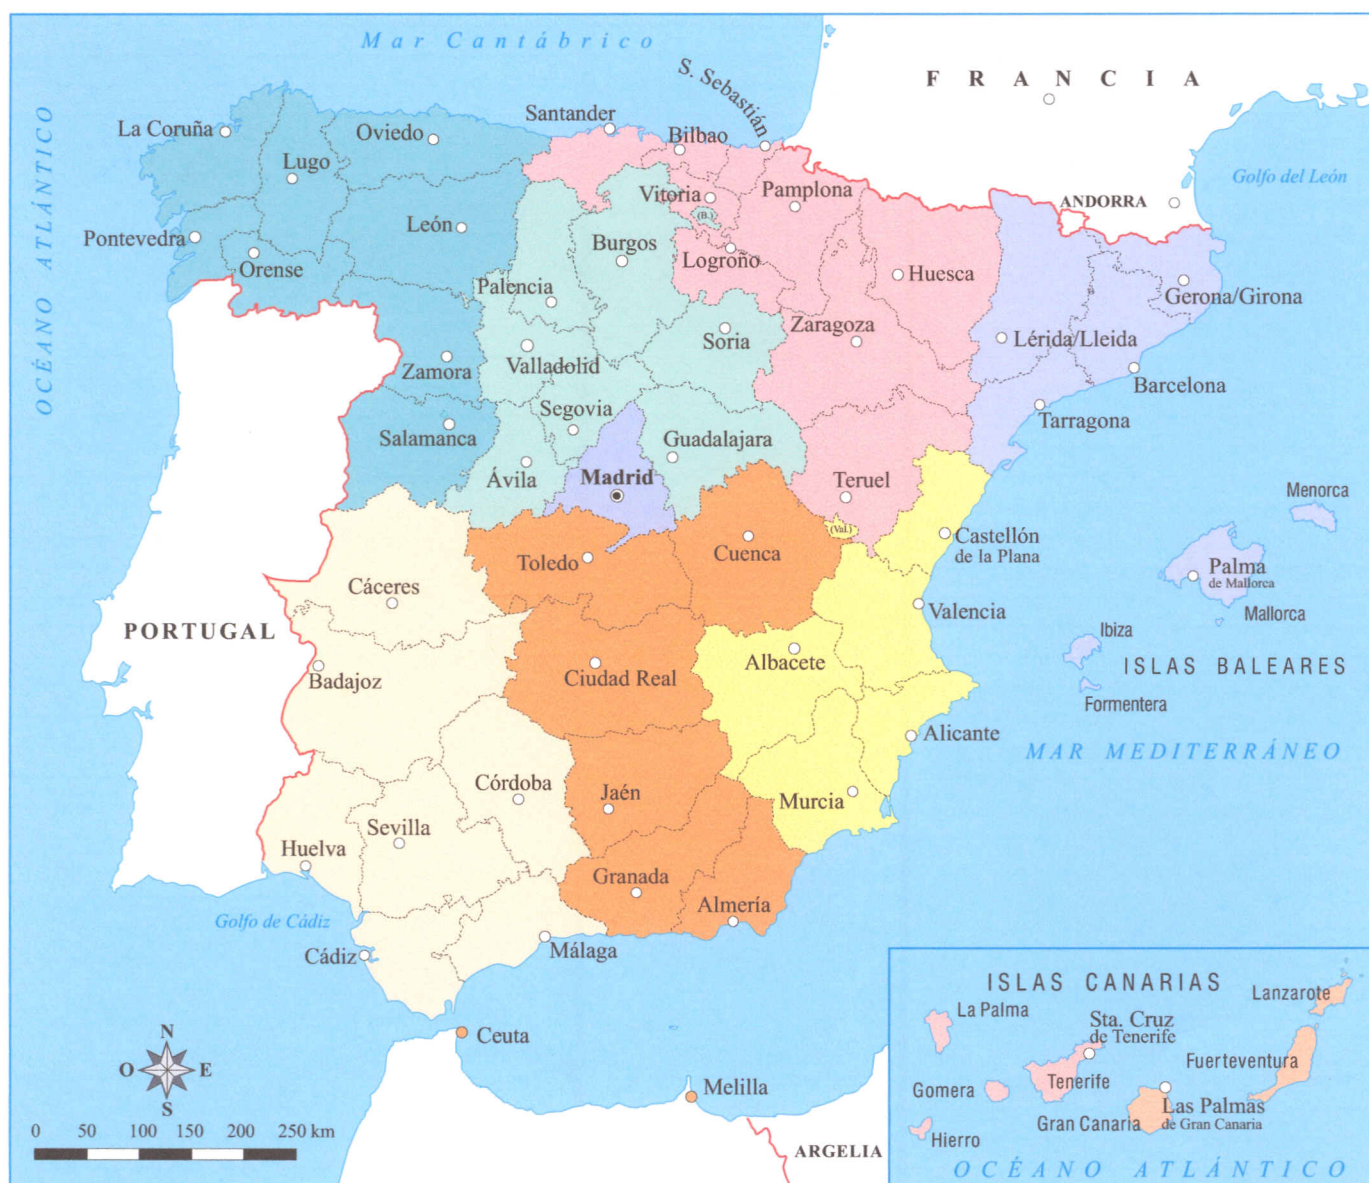 Mar Cantábrico
FRANCIA
OCÉANO ATLÁNTICO
S. Sebastián
Santander
La Coruña
Oviedo
Bilbao
Lugo
Golfo del León
Vitoria
Pamplona
ANDORRA
(B.)
León
Pontevedra
Burgos
Logroño
Orense
Huesca
Palencia
Gerona/Girona
Zaragoza
Soria
Lérida/Lleida
Valladolid
Zamora
Barcelona
Segovia
Tarragona
Salamanca
Guadalajara
Ávila
Madrid
Teruel
Menorca
(Val.)
Castellón
de la Plana
Cuenca
Toledo
Palma
de Mallorca
Cáceres
Valencia
Mallorca
PORTUGAL
Ibiza
Albacete
ISLAS BALEARES
Badajoz
Ciudad Real
Formentera
Alicante
MAR MEDITERRÁNEO
Córdoba
Jaén
Murcia
Sevilla
Huelva
Granada
Almería
Golfo de Cádiz
Cádiz
Málaga
ISLAS CANARIAS
Lanzarote
La Palma
Sta. Cruz
de Tenerife
Ceuta
N
Fuerteventura
O
E
Tenerife
Melilla
Gomera
S
Las Palmas
de Gran Canaria
Gran Canaria
0 50 100 150 200 250 km
Hierro
ARGELIA
OCÉANO ATLÁNTICO